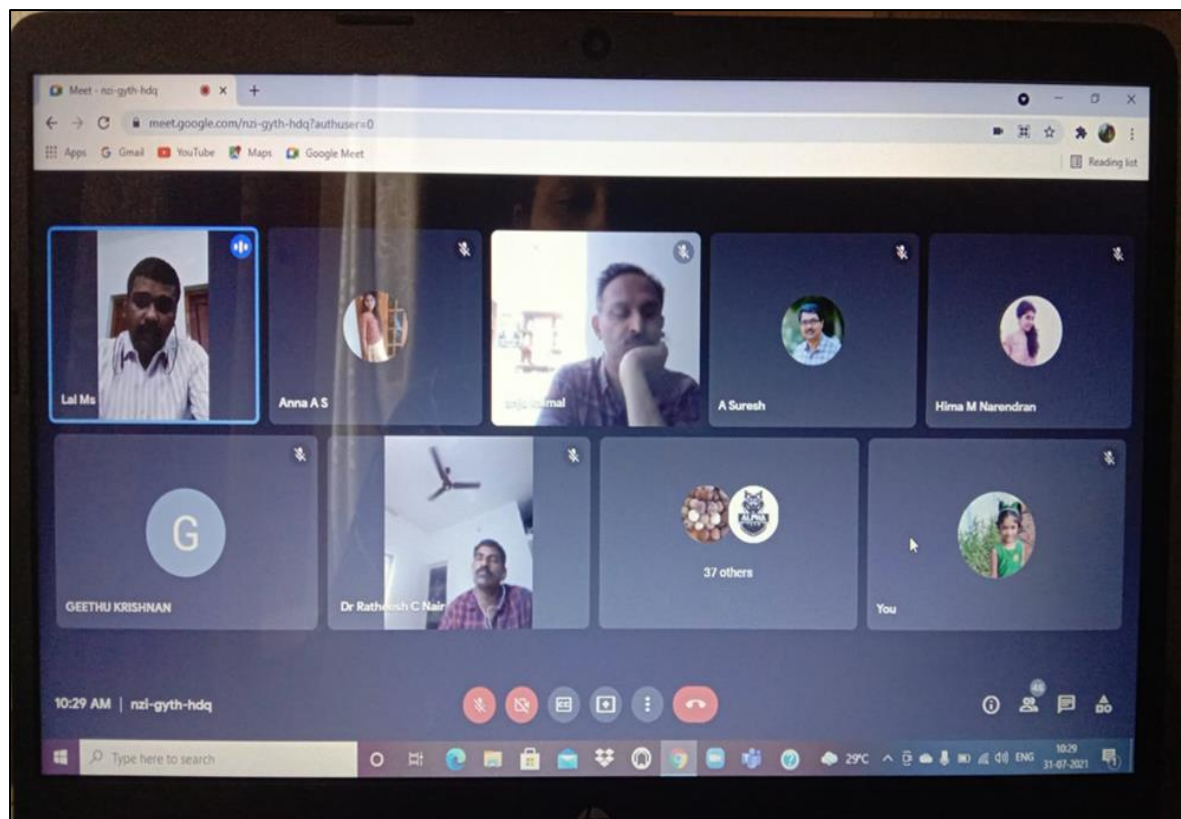 Meet - nzi-gyth-hdq
meet.google.com/nzi-gyth-hdq?authuser=0
Apps Gmail YouTube Maps Google Meet
Reading list
Lal Ms
Anna A S
A Suresh
Hima M Narendran
G
GEETHU KRISHNAN
Dr Ratheesh C Nair
ALPHA
37 others
You
10:29 AM | nzi-gyth-hdq
CC
Type here to search
29°C
ENG
10:29
31-07-2021